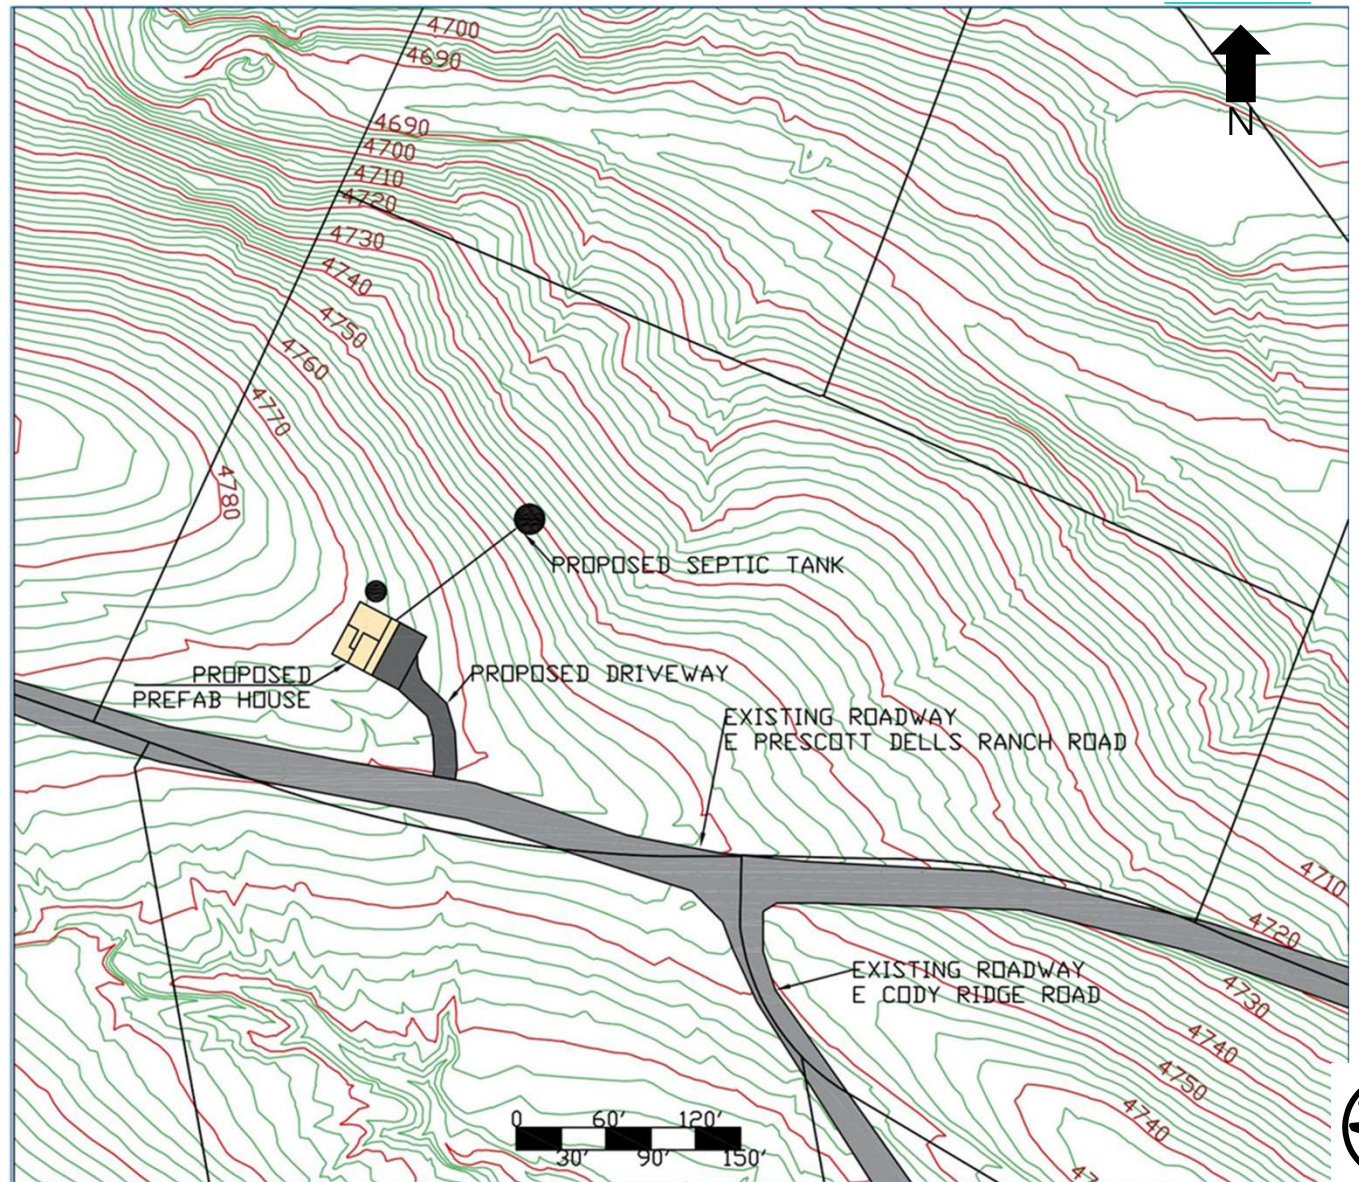 4700
4690
N
4690
4700
4710
4720
4730
4740
4750
4760
4770
4780
PROPOSED SEPTIC TANK
PROPOSED
PREFAB HOUSE
PROPOSED DRIVEWAY
EXISTING ROADWAY
E PRESCOTT DELLS RANCH ROAD
4710
4720
EXISTING ROADWAY
E CODY RIDGE ROAD
4730
4740
4750
4740
0 60' 120'
30' 90' 150'